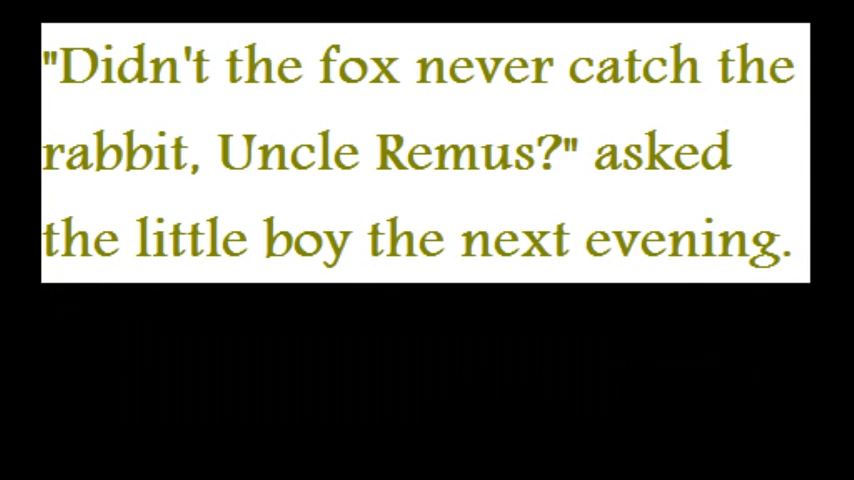 "Didn't the fox never catch the
rabbit, Uncle Remus?" asked
the little boy the next evening.